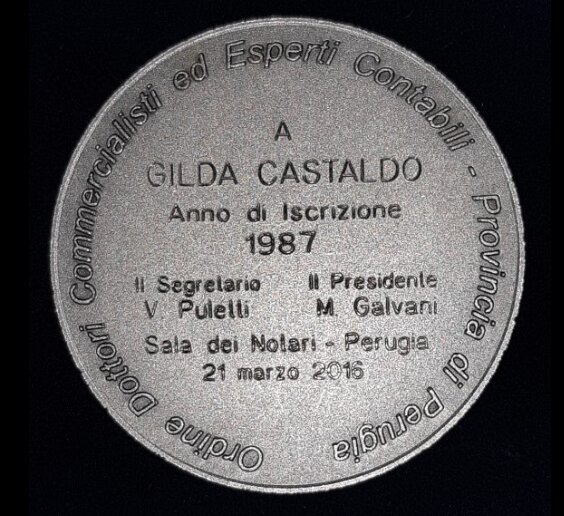 Ordine Dottori Commercialisti ed Esperti Contabilli - Provincia di Perugia
A
GILDA CASTALDO
Anno di Iscrizione
1987
Il Segretario Il Presidente
V Puletti M. Galvani
Sala dei Notari - Perugia
21 marzo 2016